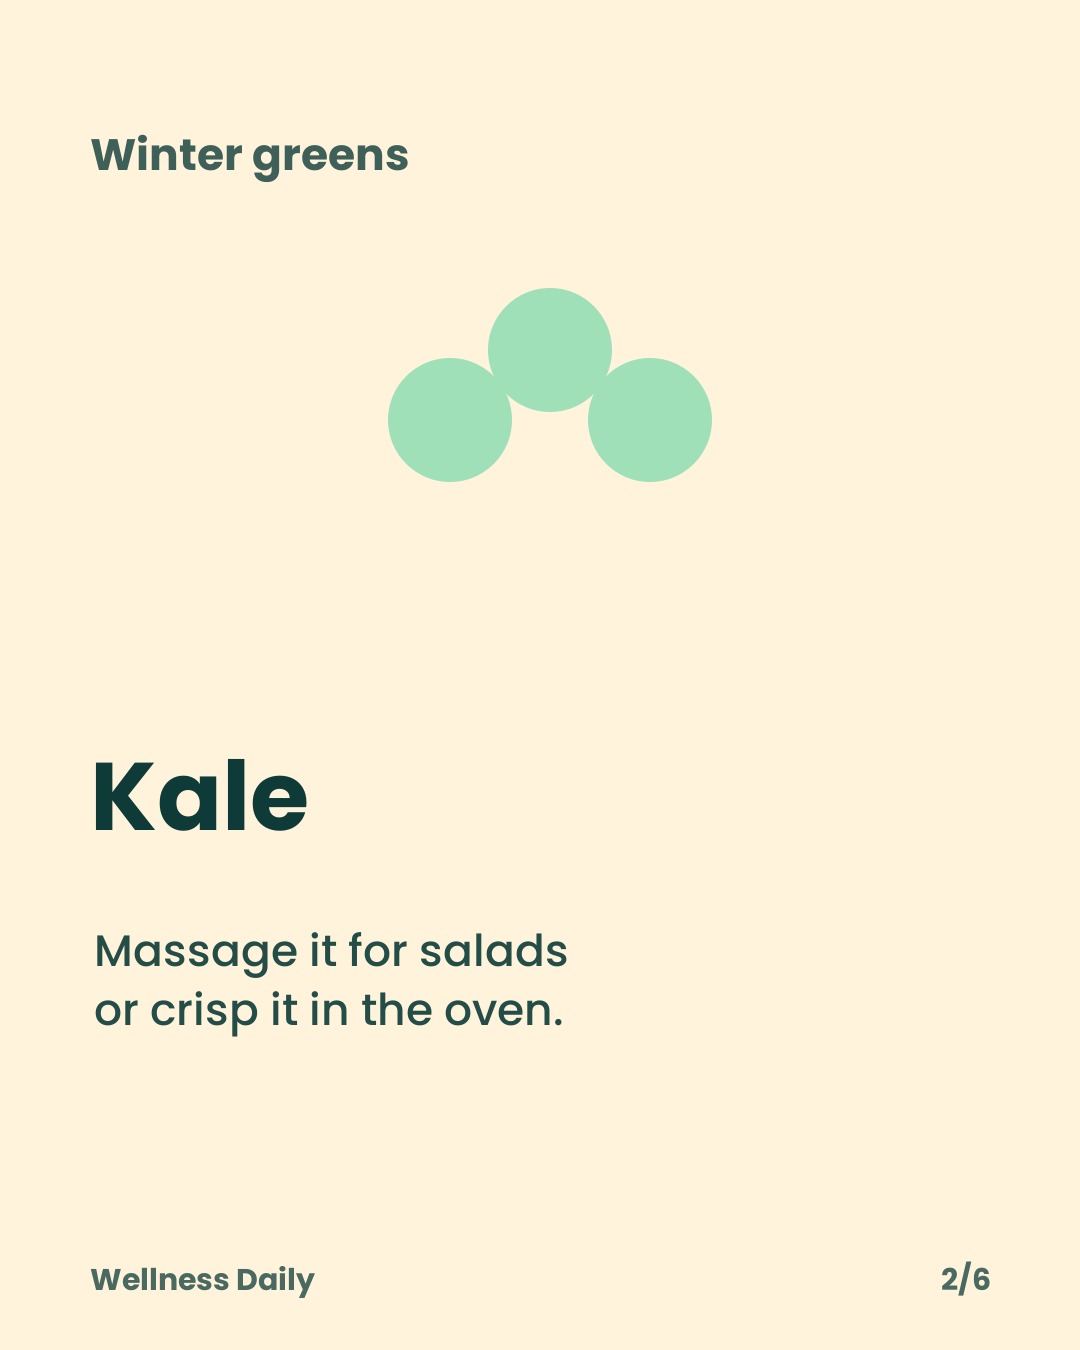 Winter greens
Kale
Massage it for salads
or crisp it in the oven.
Wellness Daily
2/6